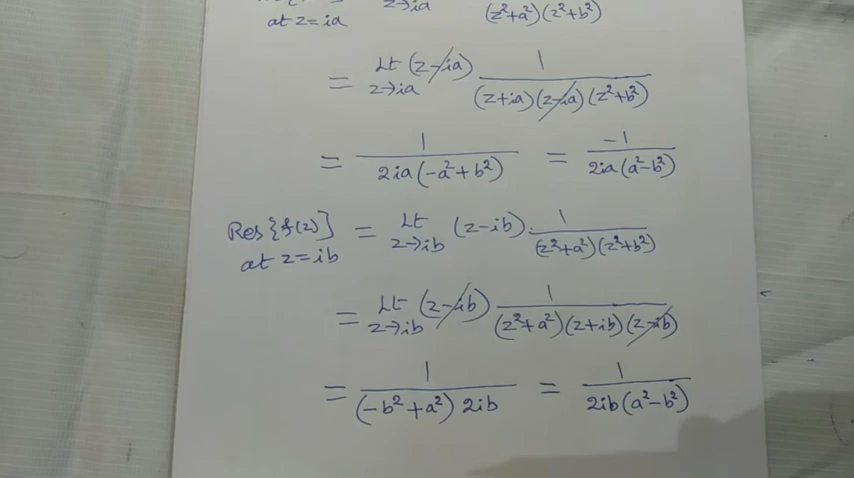 at z = ia z→ia (z²+a²)(z²+b²)
= Lt z→ia (z-ia) 1/((z+ia)(z-ia)(z²+b²))
= 1/(2ia(-a²+b²)) = -1/(2ia(a²-b²))
Res{f(z)} at z=ib = Lt z→ib (z-ib). 1/((z²+a²)(z²+b²))
= Lt z→ib (z-ib) 1/((z²+a²)(z+ib)(z-ib))
= 1/((-b²+a²) 2ib) = 1/(2ib(a²-b²))